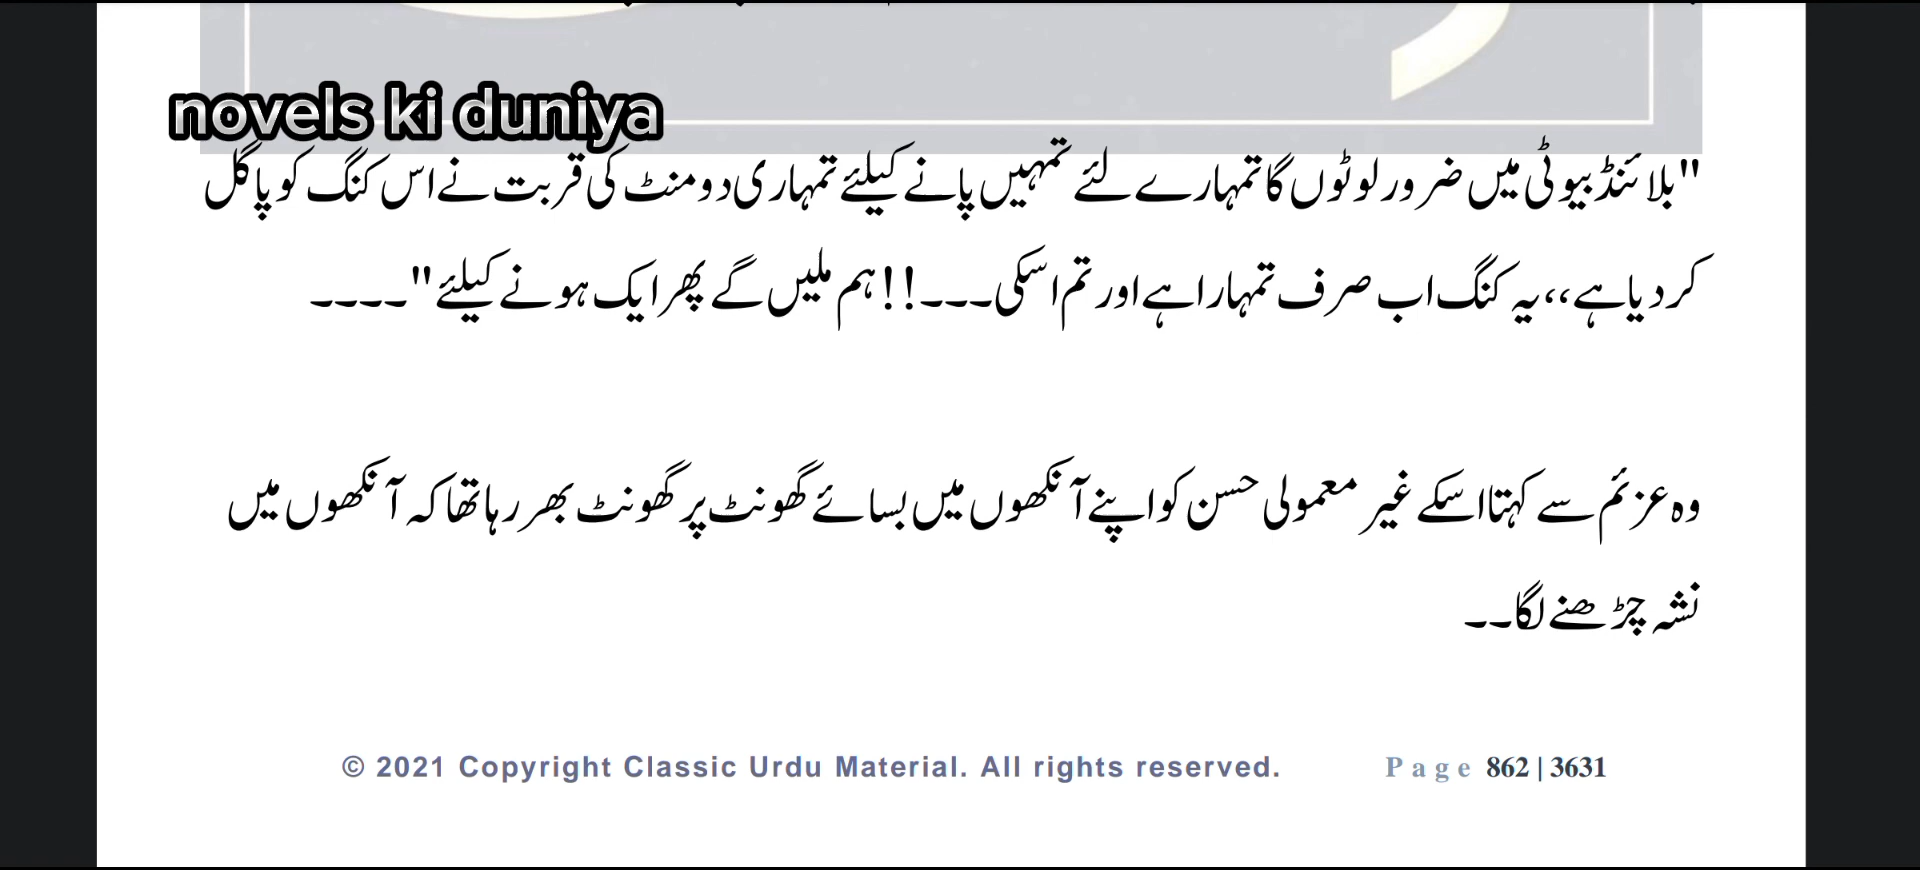 novels ki duniya
"بلائنڈ بیوٹی میں ضرور لوٹوں گا تمہارے لئے تمہیں پانے کیلئے تمہاری دو منٹ کی قربت نے اس کنگ کو پاگل
کر دیا ہے،، یہ کنگ اب صرف تمہارا ہے اور تم اسکی۔۔۔!! ہم ملیں گے پھر ایک ہونے کیلئے"۔۔۔۔
وہ عزئم سے کہتا اسکے غیر معمولی حسن کو اپنے آنکھوں میں بسائے گھونٹ پر گھونٹ بھر رہا تھا کہ آنکھوں میں
نشہ چڑھنے لگا۔۔
© 2021 Copyright Classic Urdu Material. All rights reserved. Page 862 | 3631